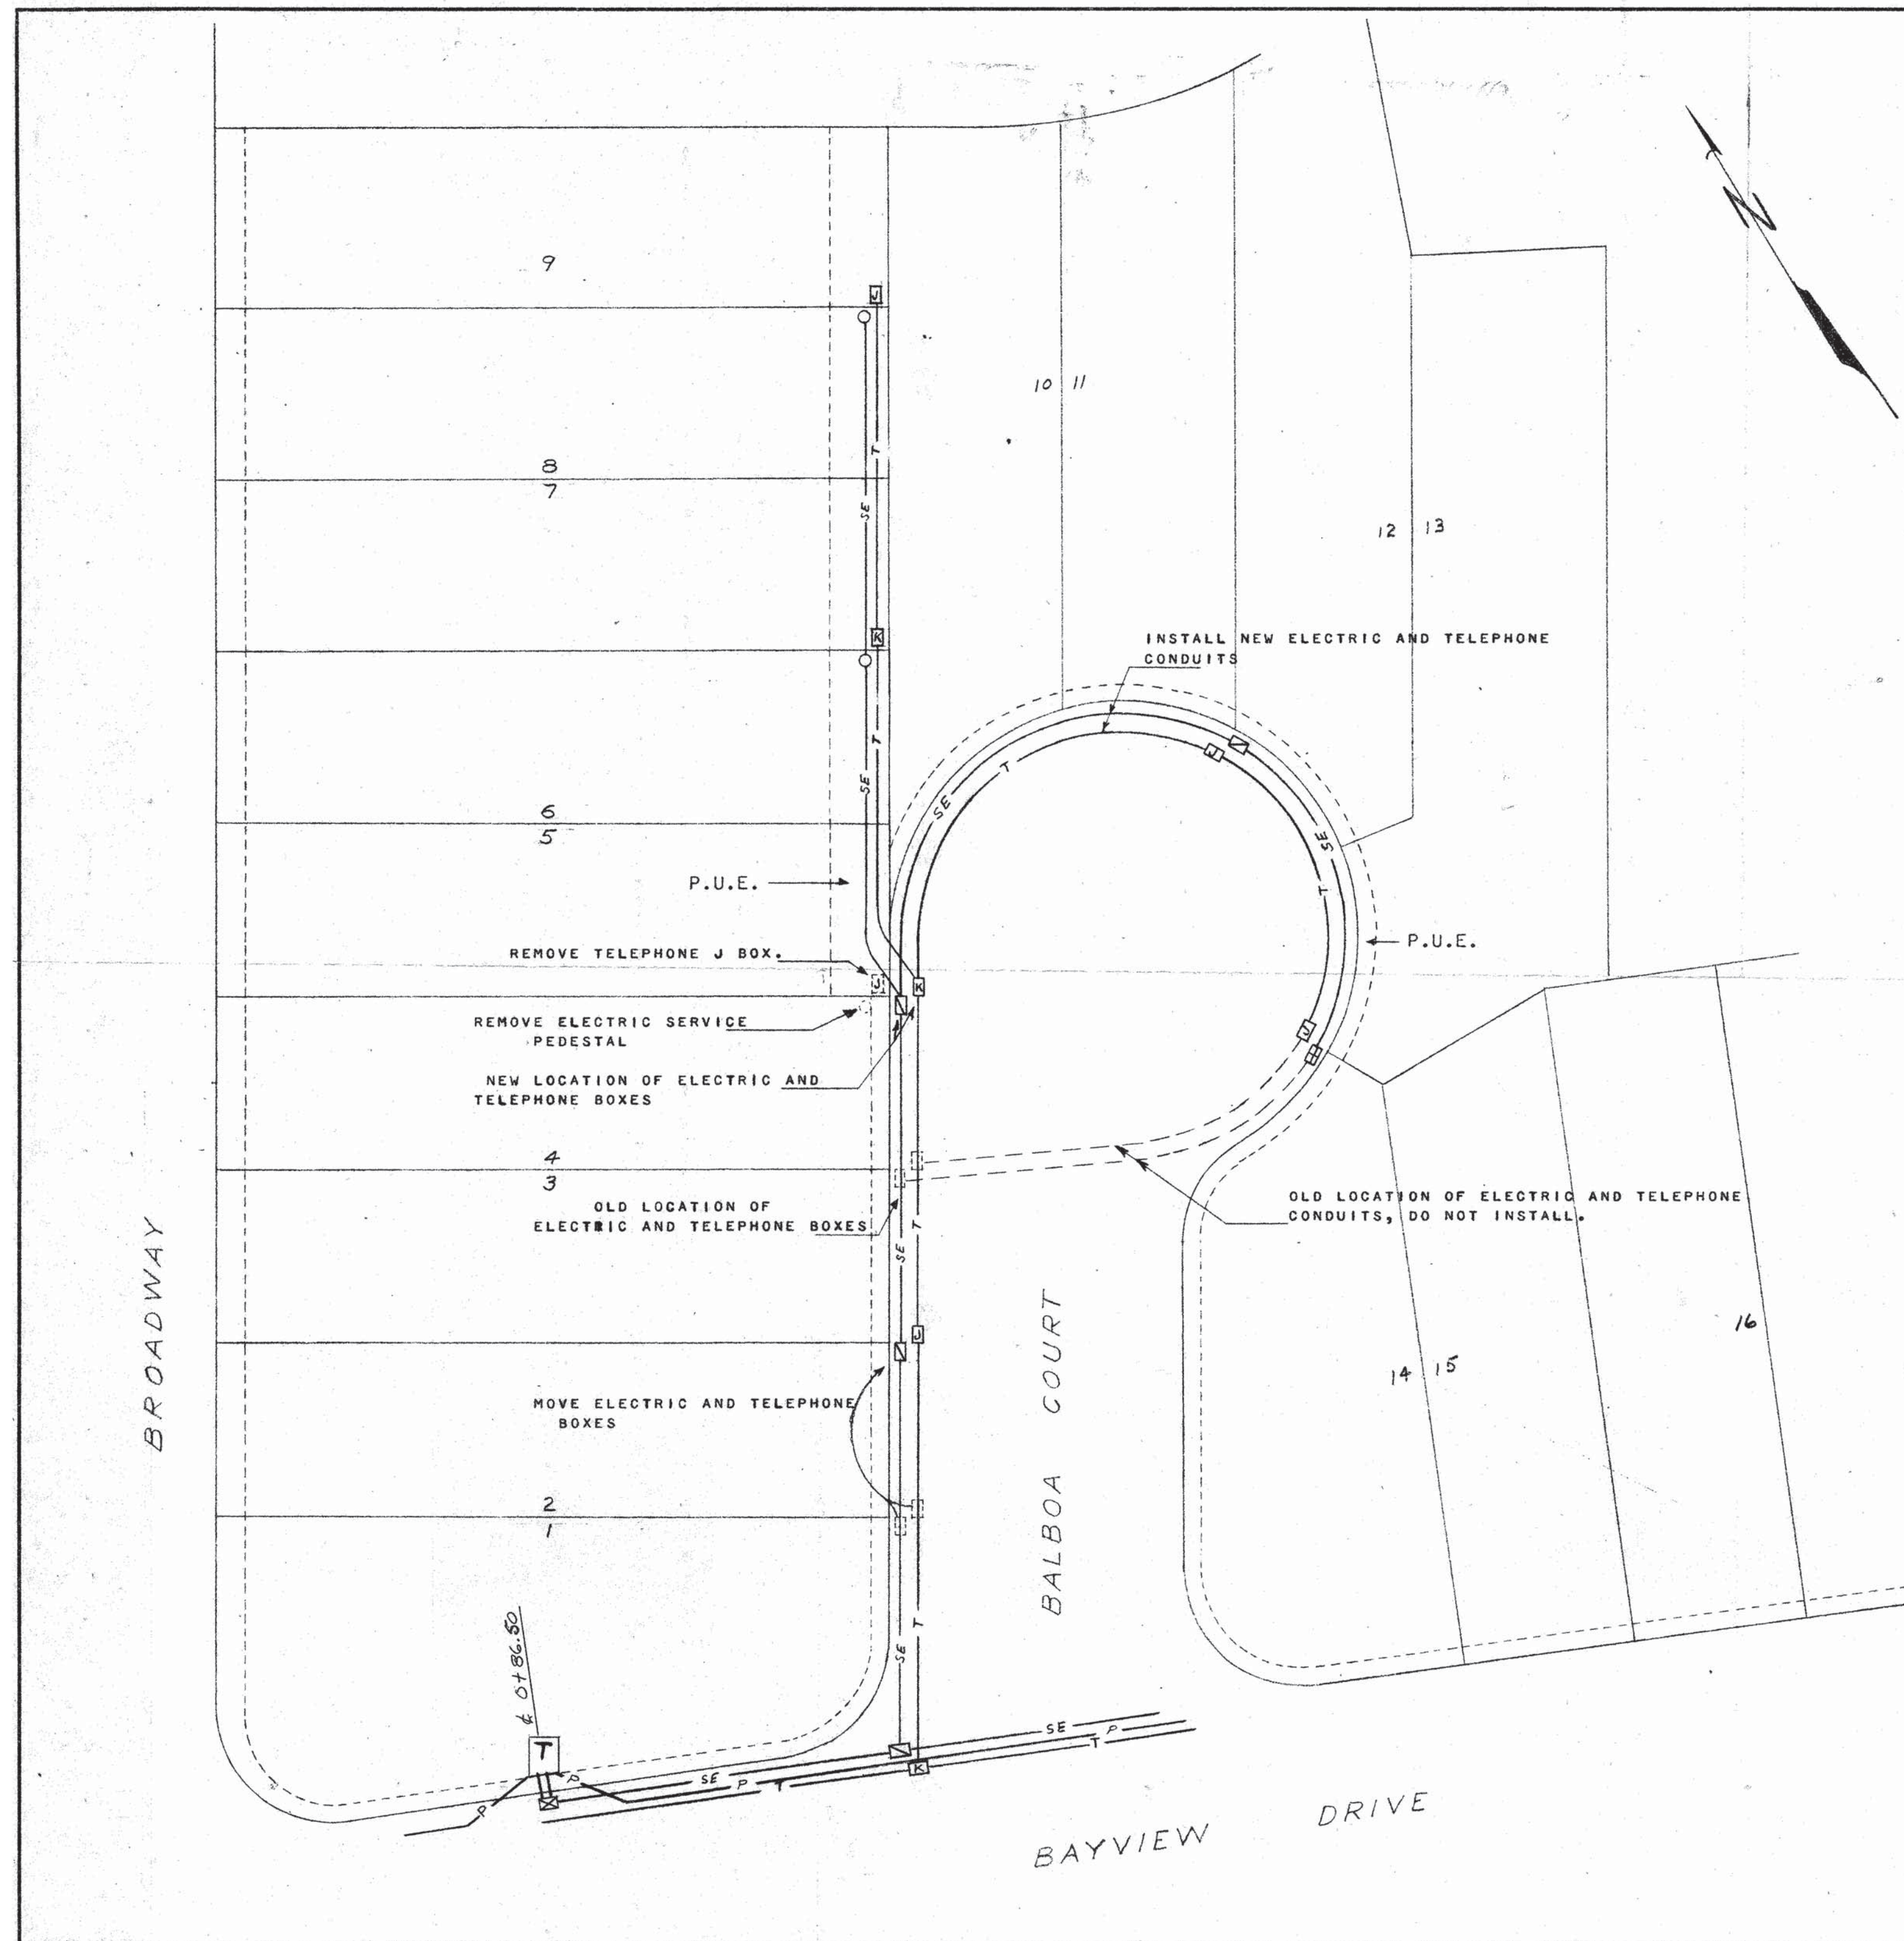 N
9
J
10 11
T
8
SE
7
12 13
INSTALL NEW ELECTRIC AND TELEPHONE
CONDUITS
K
T
J
T
SE
SE
6
5
SE
T
P.U.E.
P.U.E.
REMOVE TELEPHONE J BOX.
J
K
REMOVE ELECTRIC SERVICE
PEDESTAL
J
NEW LOCATION OF ELECTRIC AND
TELEPHONE BOXES
4
3
OLD LOCATION OF
ELECTRIC AND TELEPHONE BOXES
OLD LOCATION OF ELECTRIC AND TELEPHONE
CONDUITS, DO NOT INSTALL.
T
SE
BROADWAY
J
16
14 15
MOVE ELECTRIC AND TELEPHONE
BOXES
BALBOA COURT
2
1
T
SE
℄ 0+86.50
T
SE
P
T
P
SE
P
T
K
P
BAYVIEW DRIVE